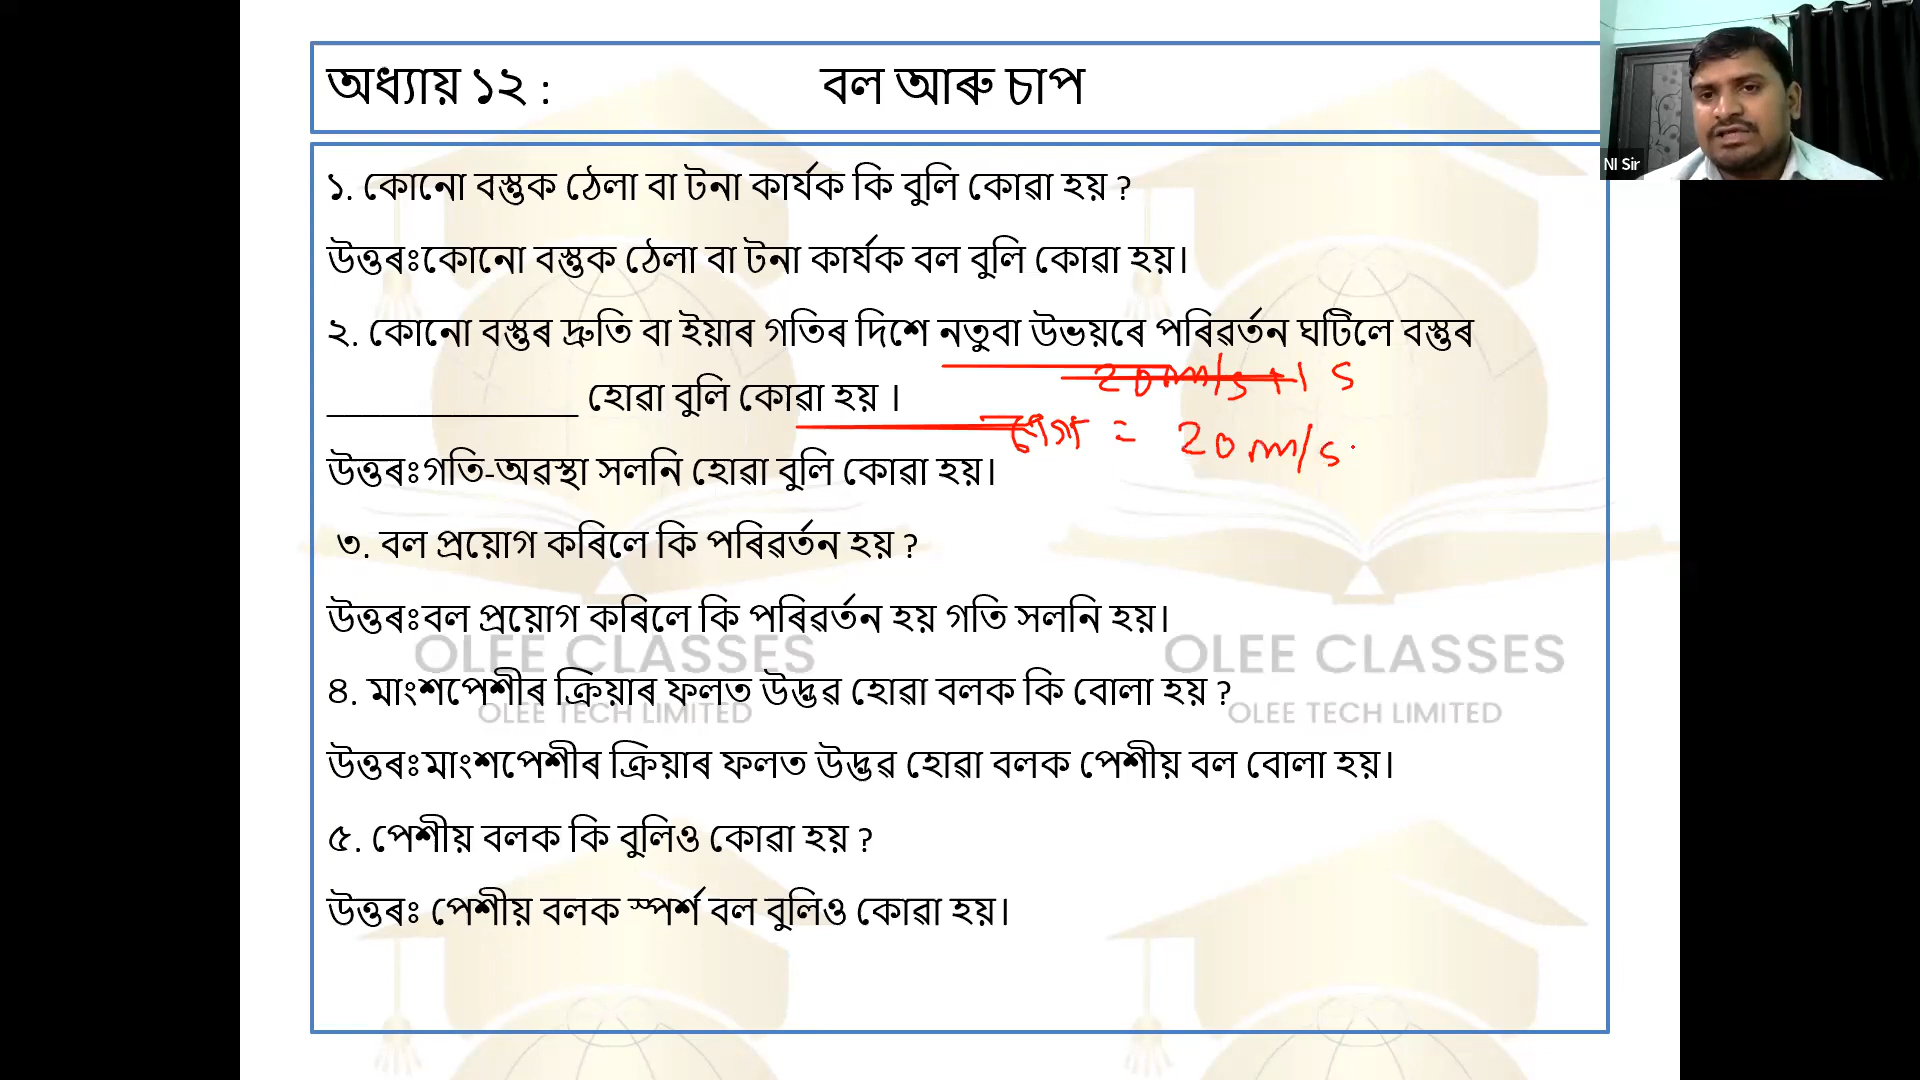 অধ্যায় ১২ : বল আৰু চাপ
NI Sir
১. কোনো বস্তুক ঠেলা বা টনা কাৰ্যক কি বুলি কোৱা হয় ?
উত্তৰঃকোনো বস্তুক ঠেলা বা টনা কাৰ্যক বল বুলি কোৱা হয়।
২. কোনো বস্তুৰ দ্ৰুতি বা ইয়াৰ গতিৰ দিশে নতুবা উভয়ৰে পৰিৱৰ্তন ঘটিলে বস্তুৰ
20 m/s
______________ হোৱা বুলি কোৱা হয় ।
= 20 m/s.
উত্তৰঃগতি-অৱস্থা সলনি হোৱা বুলি কোৱা হয়।
৩. বল প্ৰয়োগ কৰিলে কি পৰিৱৰ্তন হয় ?
উত্তৰঃবল প্ৰয়োগ কৰিলে কি পৰিৱৰ্তন হয় গতি সলনি হয়।
OLEE CLASSES OLEE CLASSES
৪. মাংশপেশীৰ ক্ৰিয়াৰ ফলত উদ্ভৱ হোৱা বলক কি বোলা হয় ?
OLEE TECH LIMITED OLEE TECH LIMITED
উত্তৰঃমাংশপেশীৰ ক্ৰিয়াৰ ফলত উদ্ভৱ হোৱা বলক পেশীয় বল বোলা হয়।
৫. পেশীয় বলক কি বুলিও কোৱা হয় ?
উত্তৰঃ পেশীয় বলক স্পৰ্শ বল বুলিও কোৱা হয়।